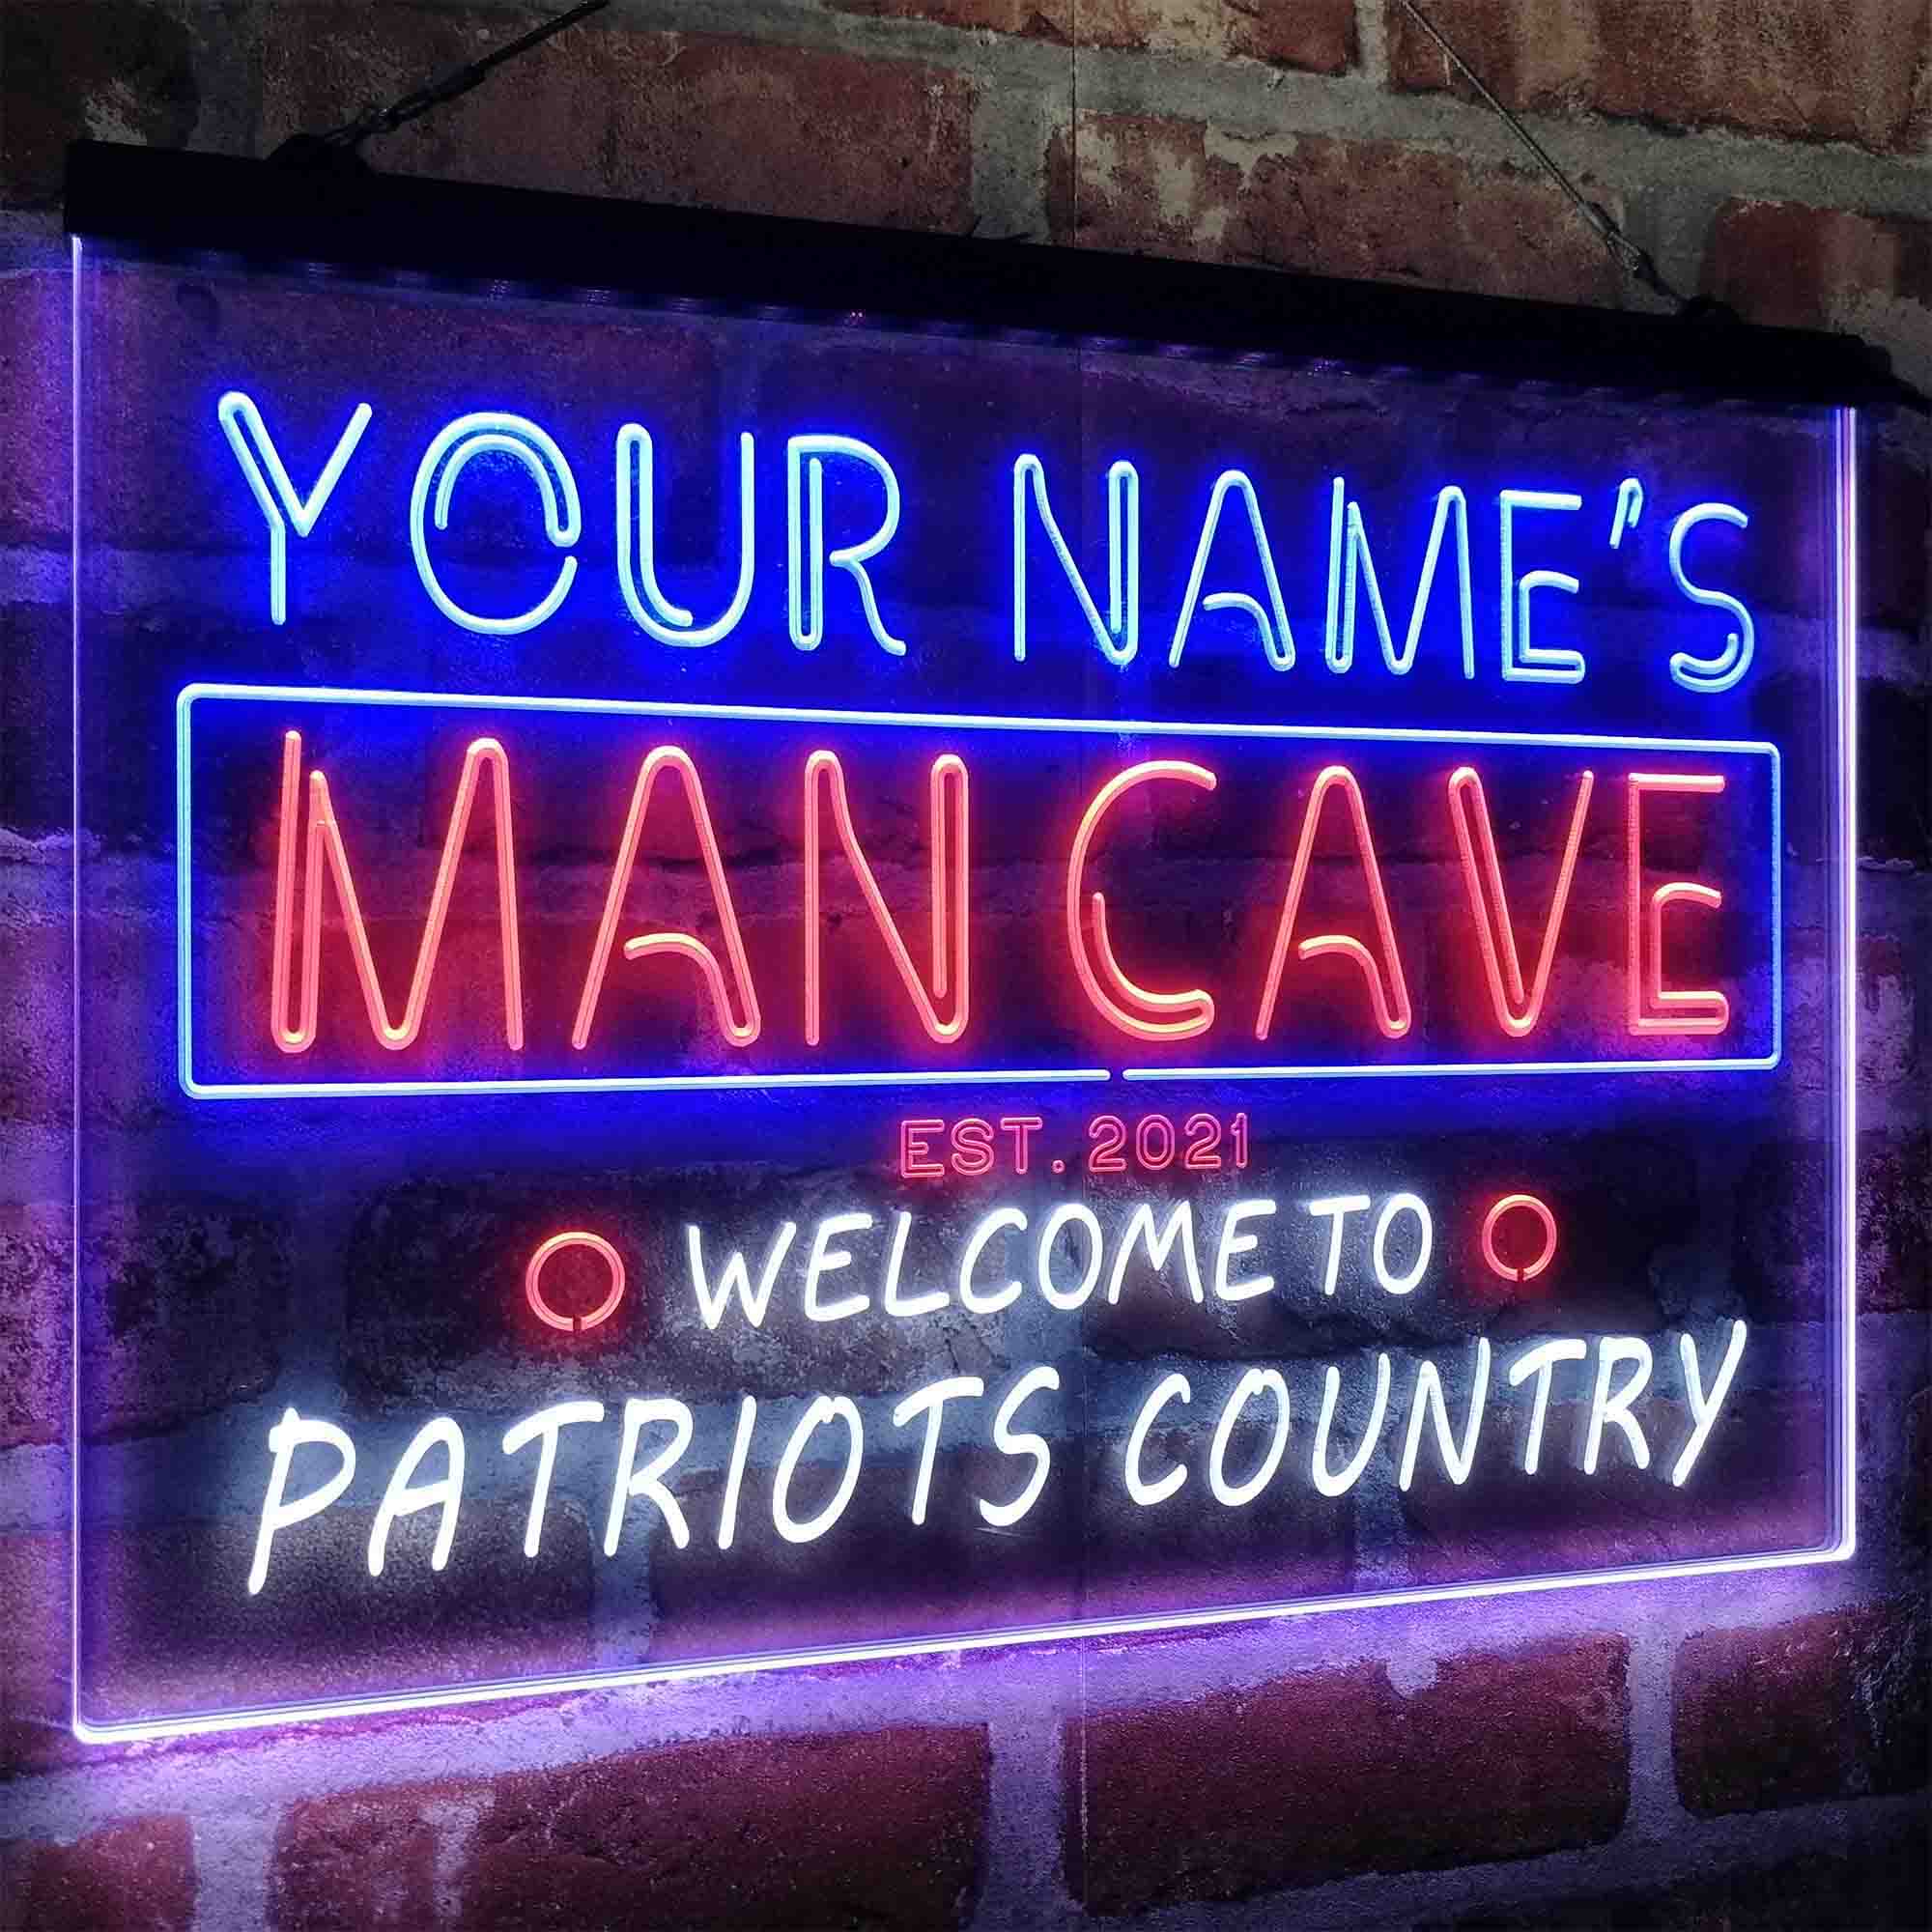 YOUR NAME'S
MAN CAVE
EST. 2021
WELCOME TO
PATRIOTS COUNTRY